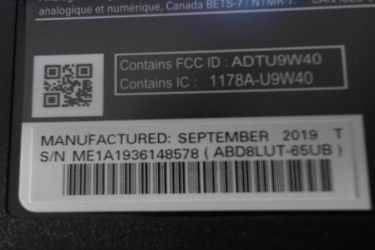 analogique et numérique, Canada BETS-7 / NTMR-7.
Contains FCC ID : ADTU9W40
Contains IC : 1178A-U9W40
MANUFACTURED: SEPTEMBER 2019 T
S/N ME1A1936148578 ( ABD8LUT-65UB )